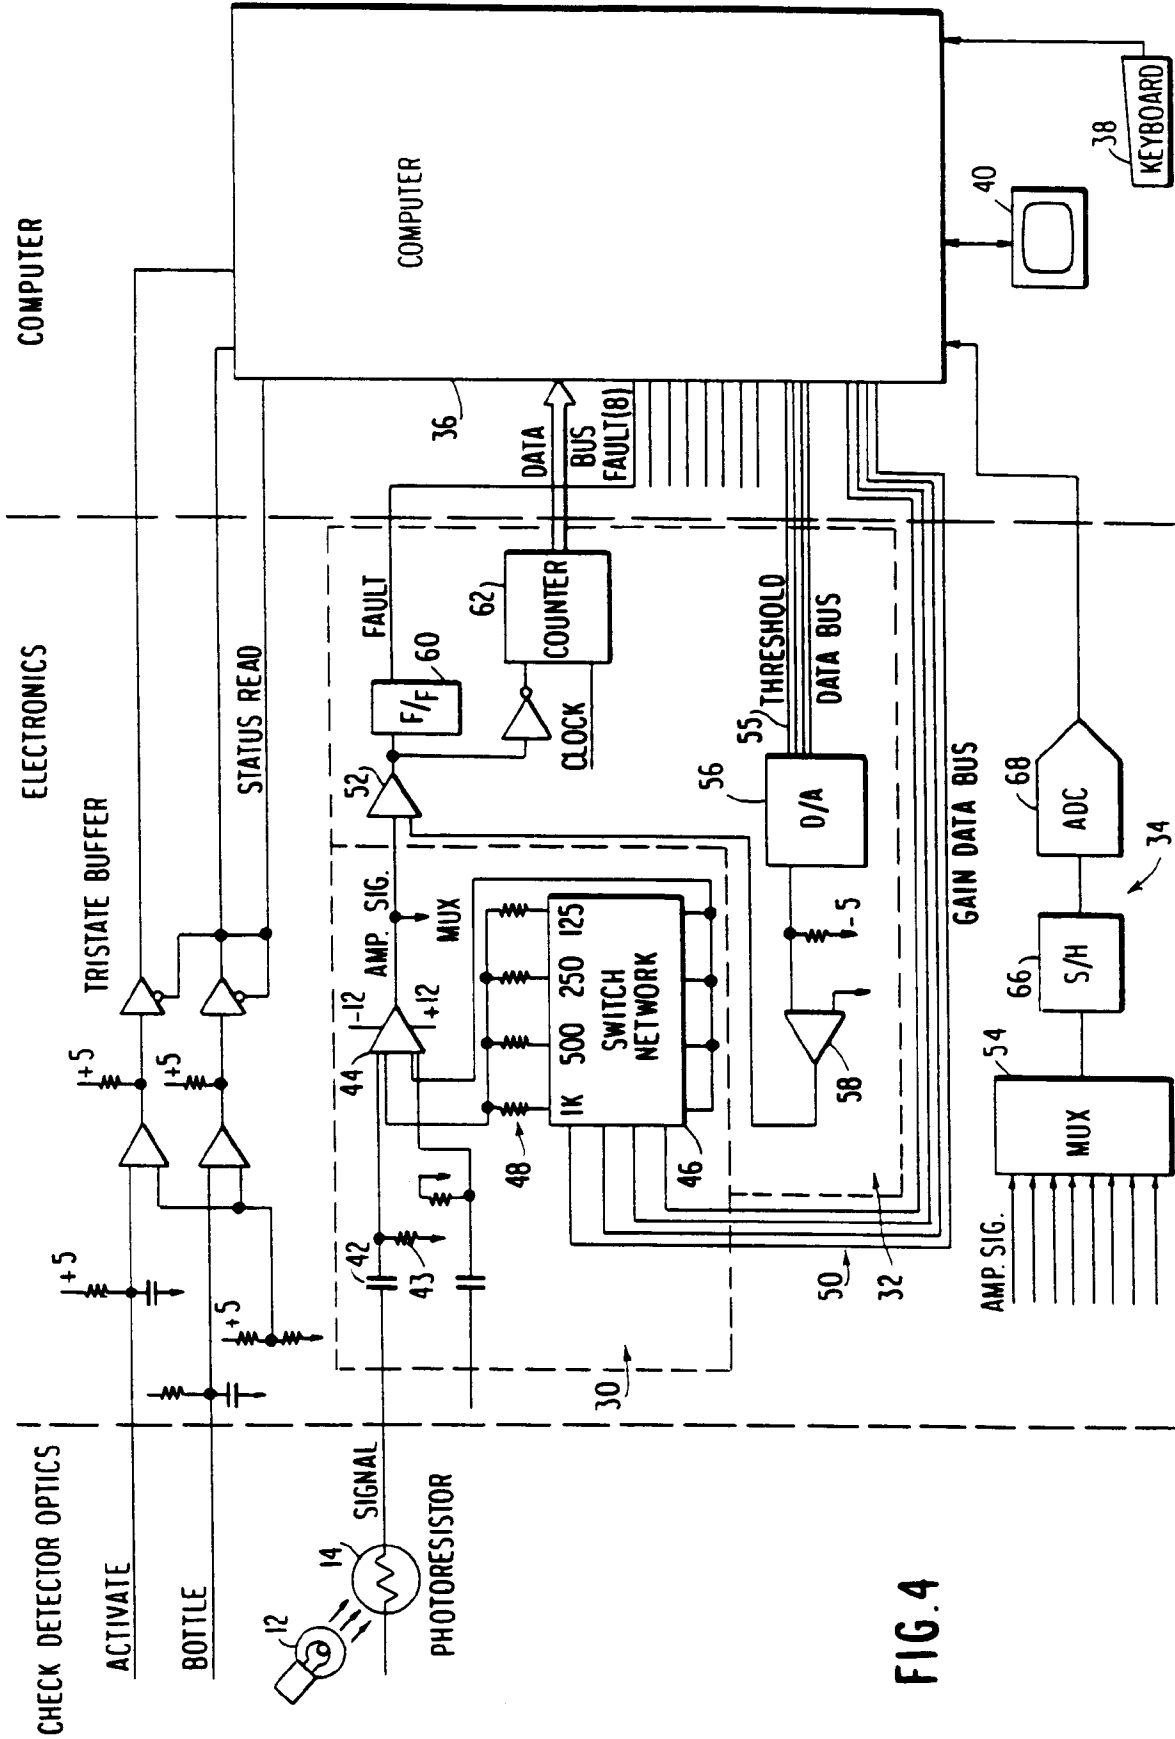 CHECK DETECTOR OPTICS
ELECTRONICS
COMPUTER
ACTIVATE
BOTTLE
+5
+5
+5
+5
TRISTATE BUFFER
STATUS READ
12
14
SIGNAL
PHOTORESISTOR
42
43
44
-12
+12
AMP. SIG.
MUX
52
F/F
60
FAULT
62
COUNTER
CLOCK
DATA
BUS
FAULT(8)
36
COMPUTER
48
1K 500 250 125
SWITCH
NETWORK
46
30
50
32
58
-5
D/A
56
55
THRESHOLD
DATA BUS
GAIN DATA BUS
AMP. SIG.
MUX
54
S/H
66
ADC
68
34
40
38
KEYBOARD
FIG.4